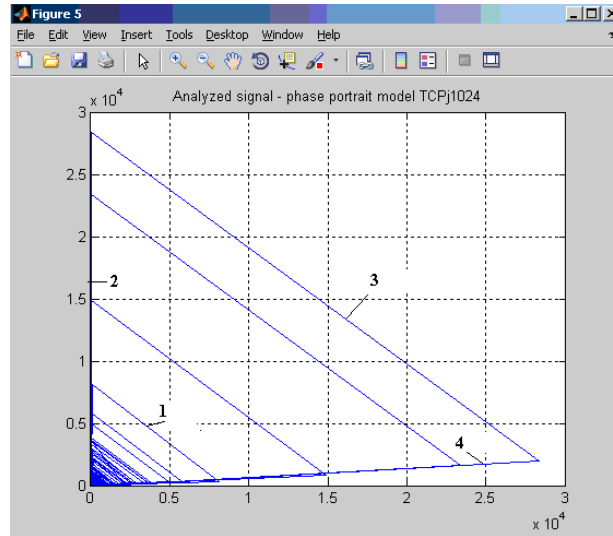 Figure 5
File Edit View Insert Tools Desktop Window Help
x 10^4
Analyzed signal - phase portrait model TCPj1024
3
2.5
2
1.5
1
0.5
0
2
3
1
4
0 0.5 1 1.5 2 2.5 3
x 10^4